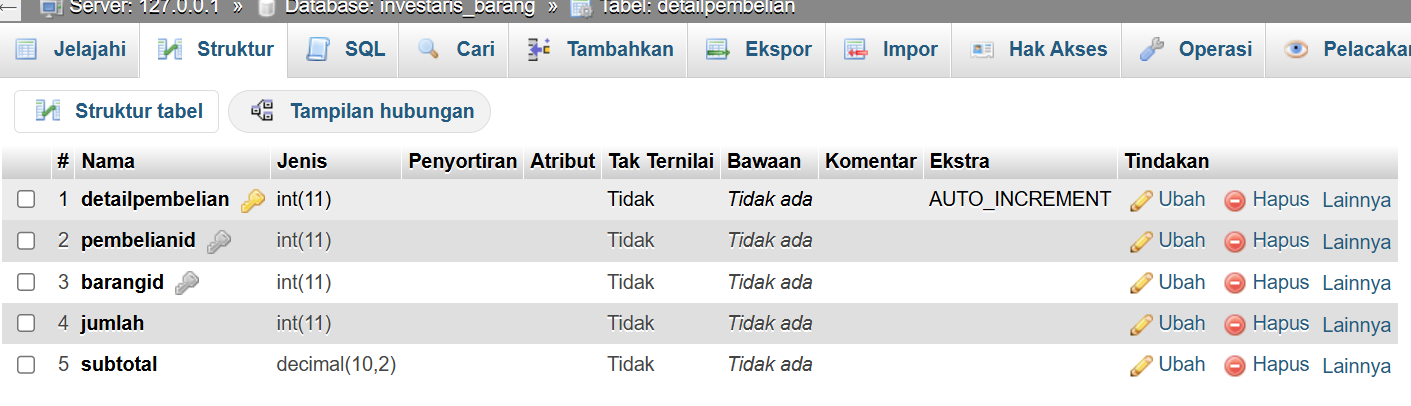 Server: 127.0.0.1 » Database: investaris_barang » Tabel: detailpembelian
Jelajahi Struktur SQL Cari Tambahkan Ekspor Impor Hak Akses Operasi Pelacakan
Struktur tabel Tampilan hubungan
# Nama Jenis Penyortiran Atribut Tak Ternilai Bawaan Komentar Ekstra Tindakan
1 detailpembelian int(11) Tidak Tidak ada AUTO_INCREMENT Ubah Hapus Lainnya
2 pembelianid int(11) Tidak Tidak ada Ubah Hapus Lainnya
3 barangid int(11) Tidak Tidak ada Ubah Hapus Lainnya
4 jumlah int(11) Tidak Tidak ada Ubah Hapus Lainnya
5 subtotal decimal(10,2) Tidak Tidak ada Ubah Hapus Lainnya